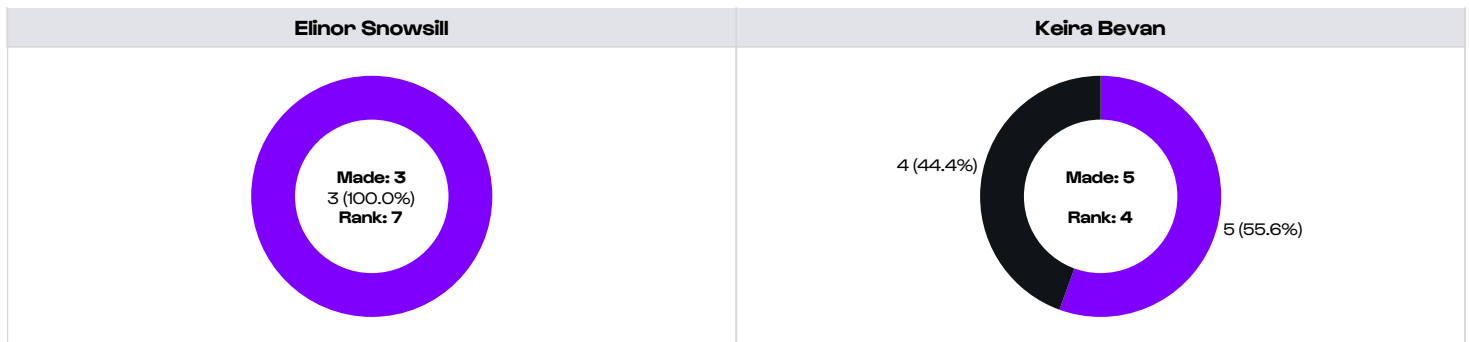 Elinor Snowsill
Keira Bevan
Made: 3
3 (100.0%)
Rank: 7
4 (44.4%)
Made: 5
Rank: 4
5 (55.6%)